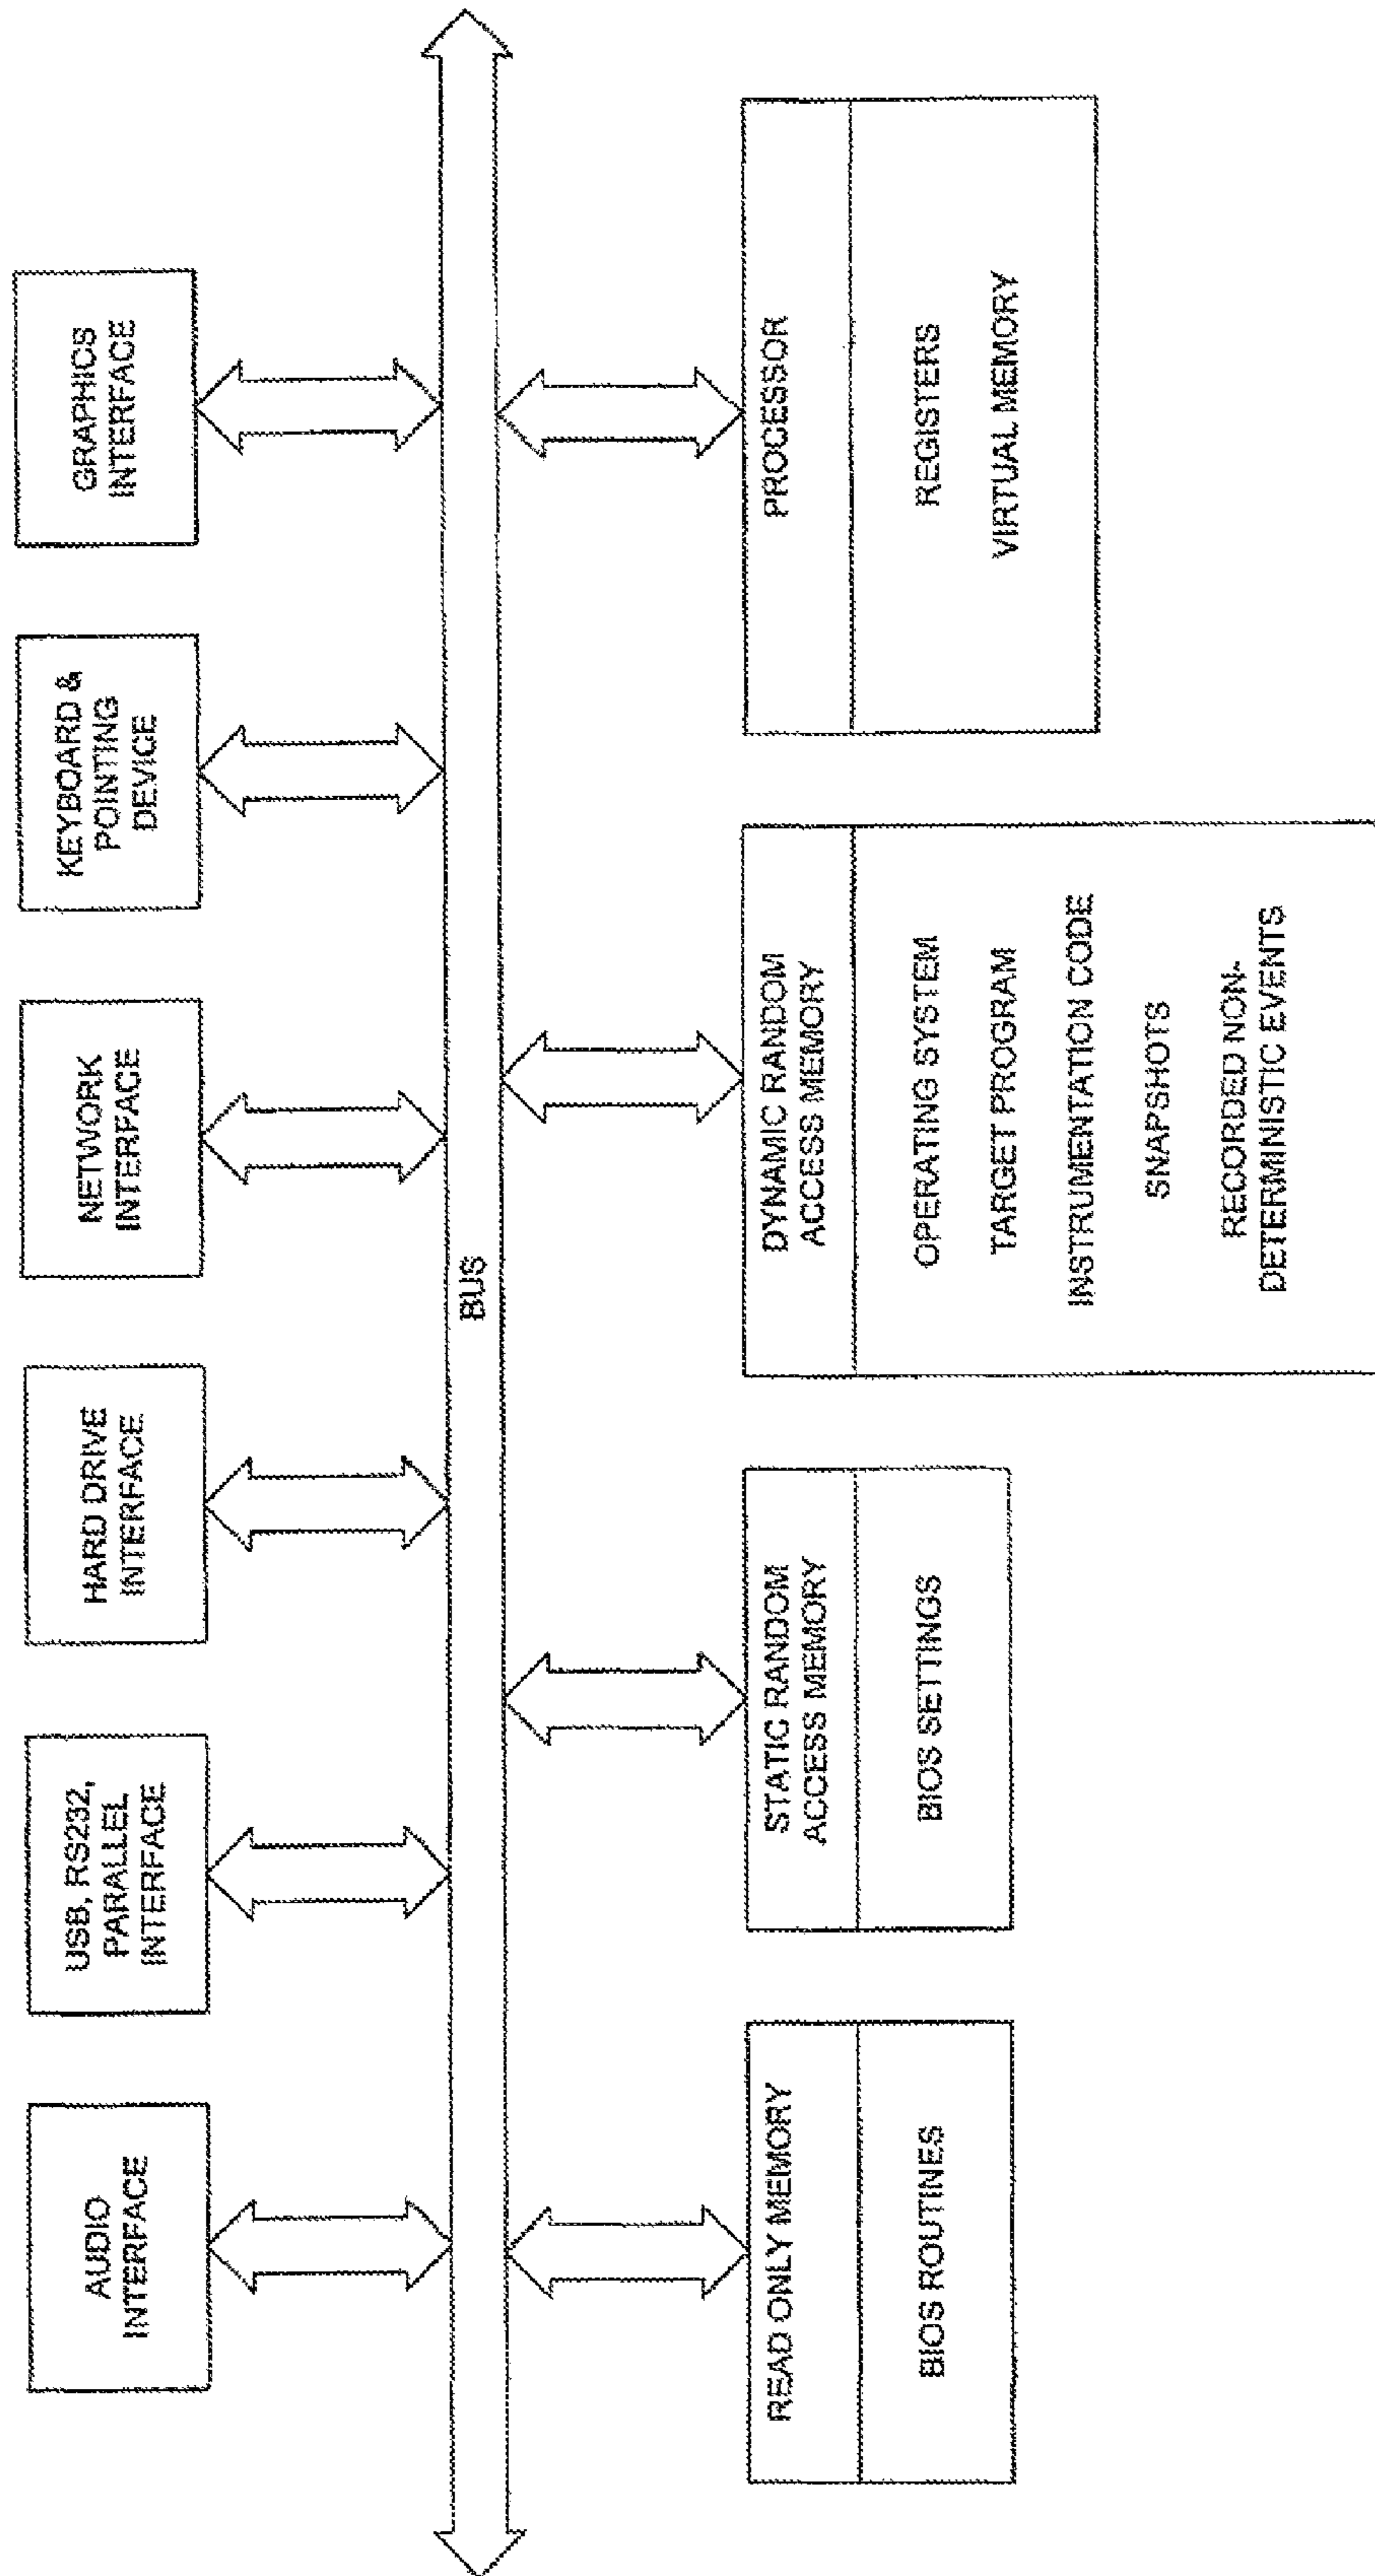 AUDIO
INTERFACE
USB, RS232,
PARALLEL
INTERFACE
HARD DRIVE
INTERFACE
NETWORK
INTERFACE
KEYBOARD &
POINTING
DEVICE
GRAPHICS
INTERFACE
BUS
READ ONLY MEMORY
BIOS ROUTINES
STATIC RANDOM
ACCESS MEMORY
BIOS SETTINGS
DYNAMIC RANDOM
ACCESS MEMORY
OPERATING SYSTEM
TARGET PROGRAM
INSTRUMENTATION CODE
SNAPSHOTS
RECORDED NON-
DETERMINISTIC EVENTS
PROCESSOR
REGISTERS
VIRTUAL MEMORY